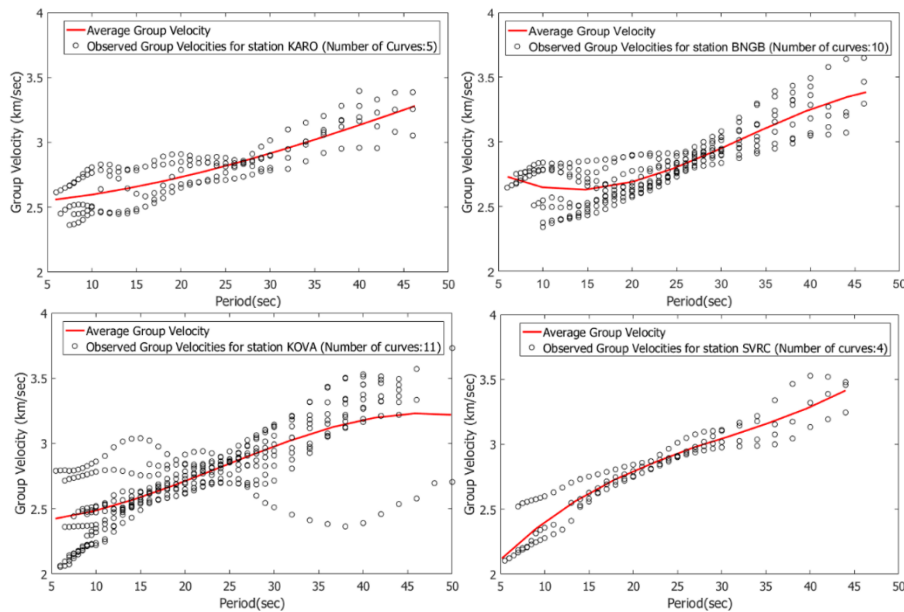 4
Average Group Velocity
Observed Group Velocities for station KARO (Number of Curves:5)
3.5
3
2.5
2
Group Velocity (km/sec)
10 15 20 25 30 35 40 45 50
Period(sec)
4
Average Group Velocity
Observed Group Velocities for station BNGB (Number of curves:10)
3.5
3
2.5
2
Group Velocity (km/sec)
5 10 15 20 25 30 35 40 45 50
Period(sec)
4
Average Group Velocity
Observed Group Velocities for station KOVA (Number of curves:11)
3.5
3
2.5
2
Group Velocity (km/sec)
5 10 15 20 25 30 35 40 45 50
Period(sec)
4
Average Group Velocity
Observed Group Velocities for station SVRC (Number of curves:4)
3.5
3
2.5
2
Group Velocity (km/sec)
5 10 15 20 25 30 35 40 45 50
Period(sec)